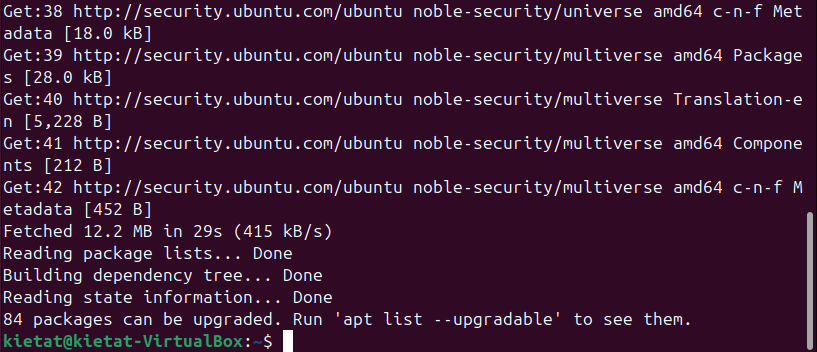 Get:38 http://security.ubuntu.com/ubuntu noble-security/universe amd64 c-n-f Met
adata [18.0 kB]
Get:39 http://security.ubuntu.com/ubuntu noble-security/multiverse amd64 Package
s [28.0 kB]
Get:40 http://security.ubuntu.com/ubuntu noble-security/multiverse Translation-e
n [5,228 B]
Get:41 http://security.ubuntu.com/ubuntu noble-security/multiverse amd64 Compone
nts [212 B]
Get:42 http://security.ubuntu.com/ubuntu noble-security/multiverse amd64 c-n-f M
etadata [452 B]
Fetched 12.2 MB in 29s (415 kB/s)
Reading package lists... Done
Building dependency tree... Done
Reading state information... Done
84 packages can be upgraded. Run 'apt list --upgradable' to see them.
kietat@kietat-VirtualBox:~$